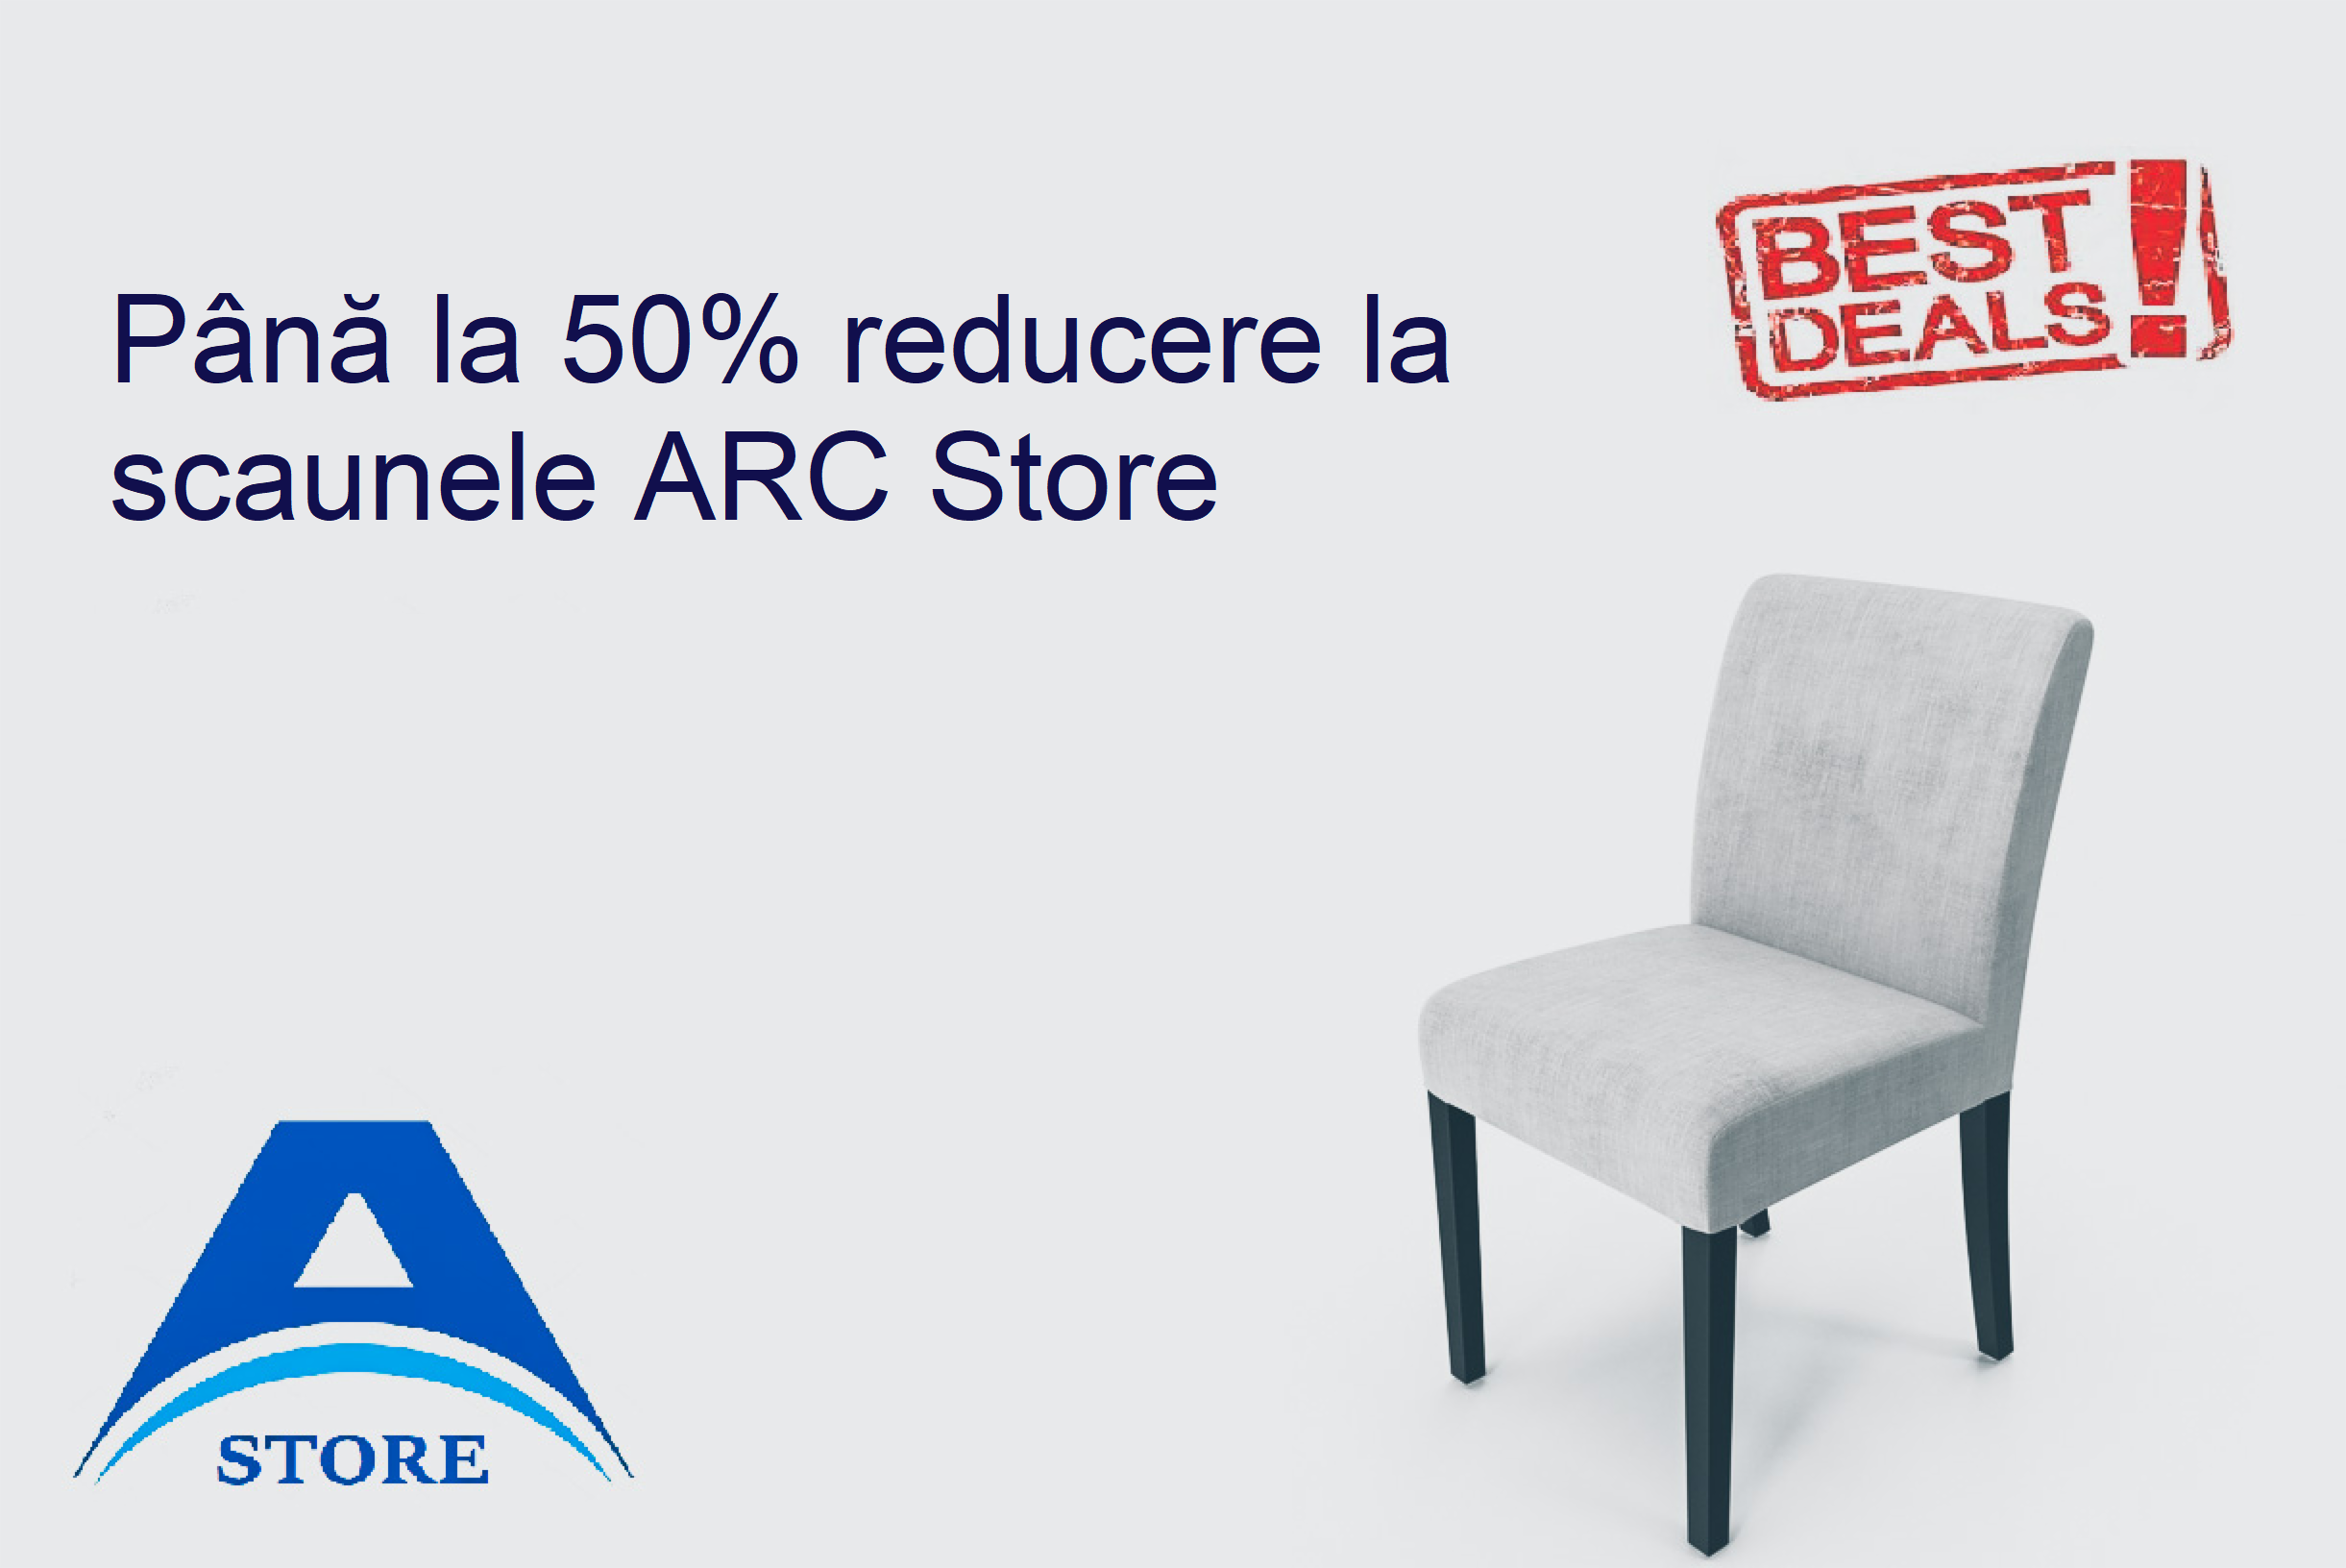 Până la 50% reducere la
scaunele ARC Store
BEST
DEALS!
A
STORE